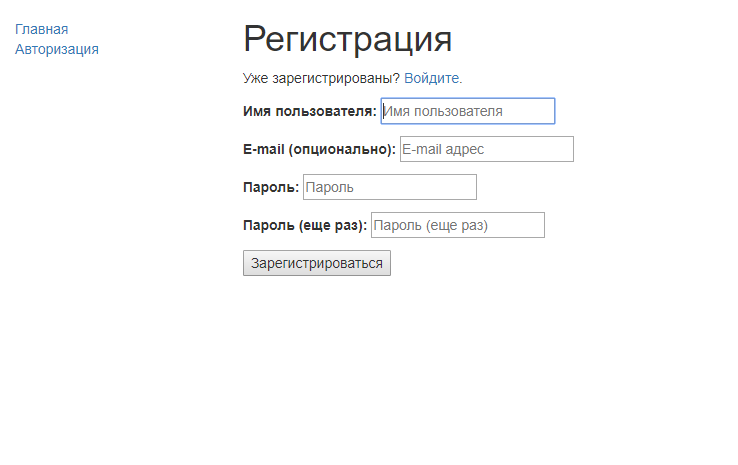 Главная
Авторизация
Регистрация
Уже зарегистрированы? Войдите.
Имя пользователя: Имя пользователя
E-mail (опционально): E-mail адрес
Пароль: Пароль
Пароль (еще раз): Пароль (еще раз)
Зарегистрироваться